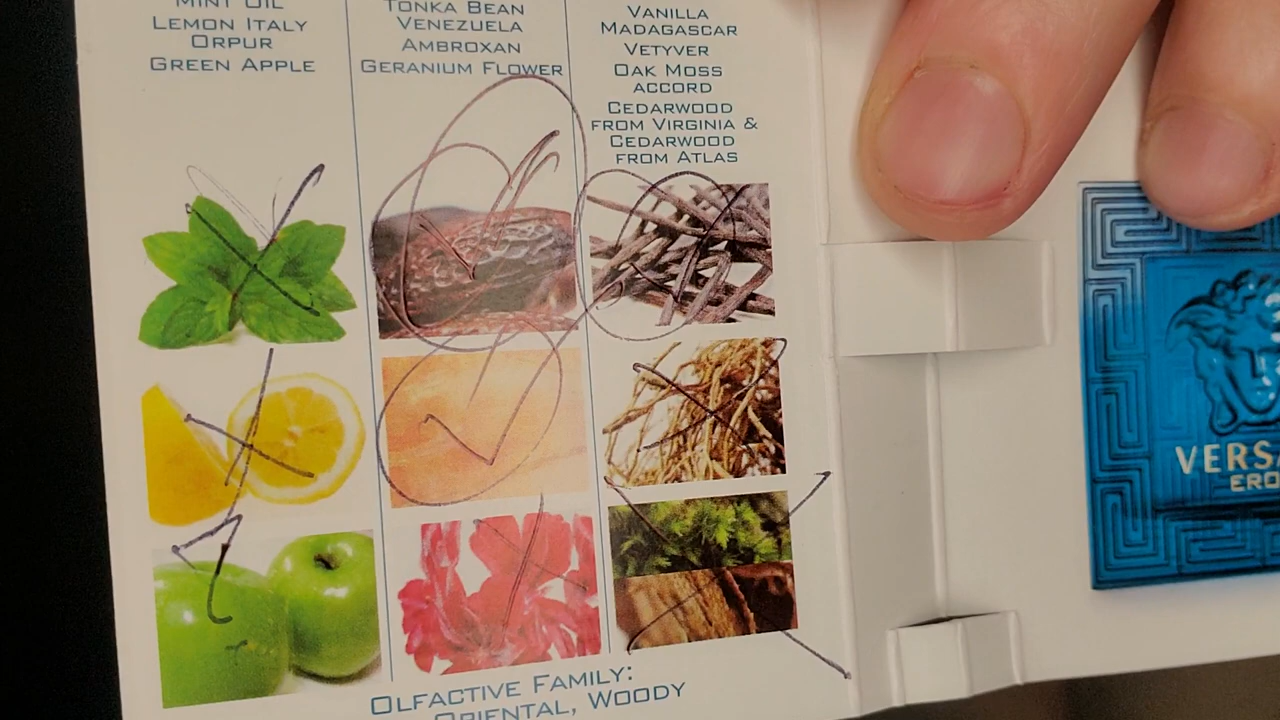 MINT OIL
LEMON ITALY
ORPUR
GREEN APPLE
TONKA BEAN
VENEZUELA
AMBROXAN
GERANIUM FLOWER
VANILLA
MADAGASCAR
VETYVER
OAK MOSS
ACCORD
CEDARWOOD
FROM VIRGINIA &
CEDARWOOD
FROM ATLAS
OLFACTIVE FAMILY:
ORIENTAL, WOODY
VERSA
ERO